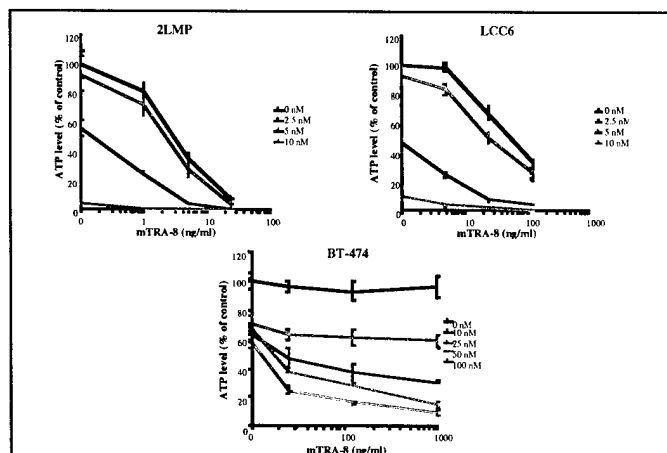 2LMP
ATP level (% of control)
120
100
80
60
40
20
0
0 1 10 100
mTRA-8 (ng/ml)
0 nM
2.5 nM
5 nM
10 nM
LCC6
ATP level (% of control)
120
100
80
60
40
20
0
0 10 100 1000
mTRA-8 (ng/ml)
0 nM
2.5 nM
5 nM
10 nM
BT-474
ATP level (% of control)
120
100
80
60
40
20
0
0 100 1000
mTRA-8 (ng/ml)
0 nM
10 nM
25 nM
50 nM
100 nM